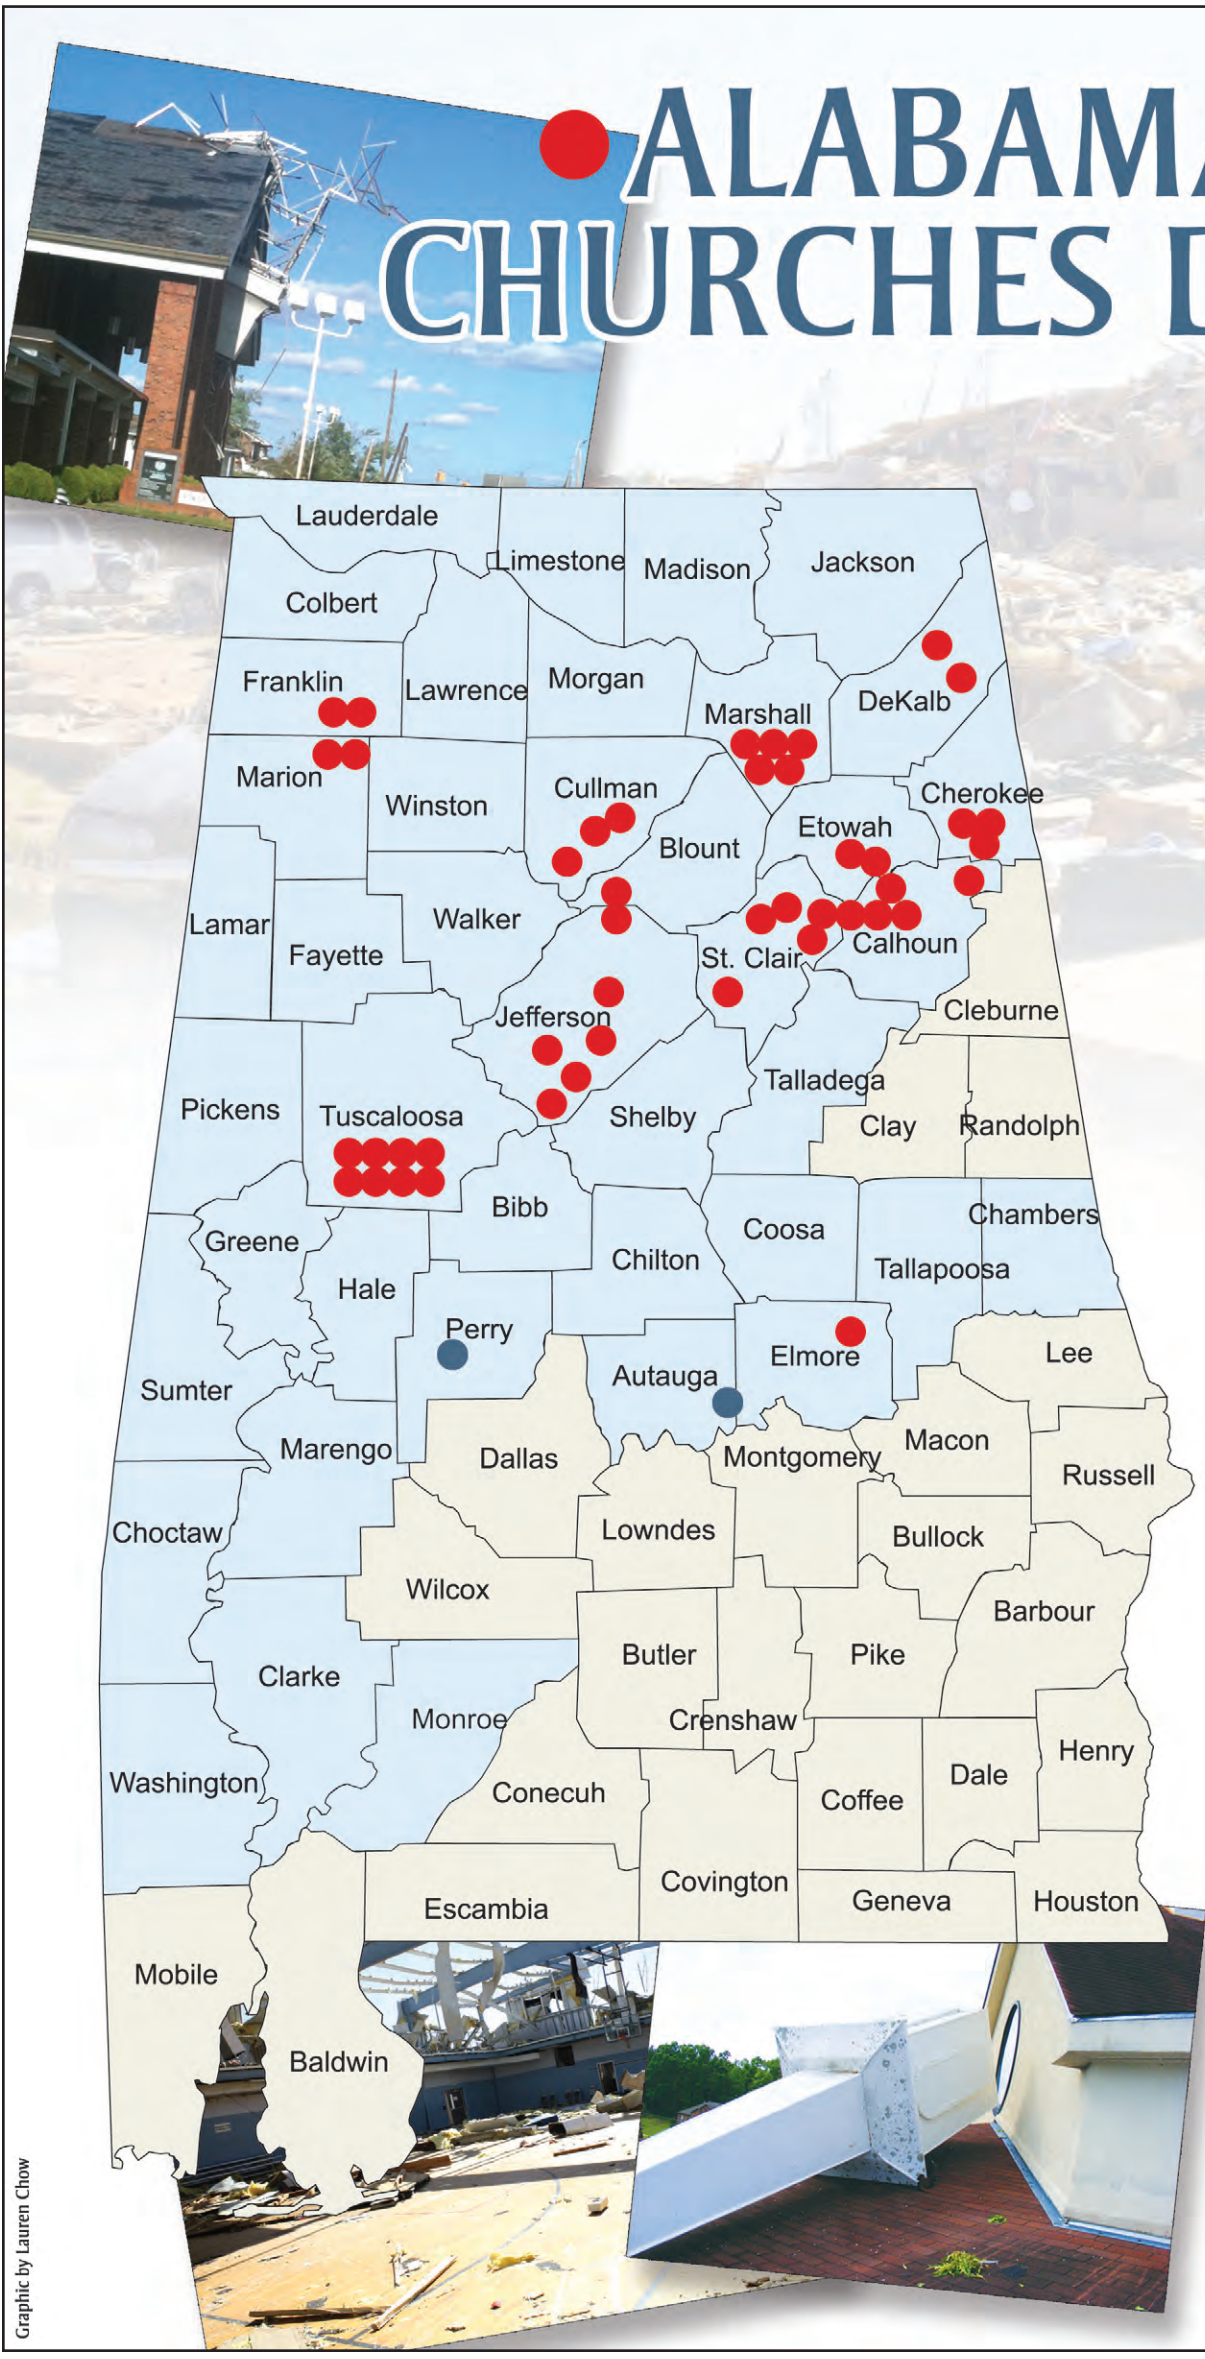 ALABAMA
CHURCHES D
Lauderdale
Limestone
Madison
Jackson
Colbert
Franklin
Lawrence
Morgan
Marshall
DeKalb
Marion
Winston
Cullman
Blount
Etowah
Cherokee
Lamar
Fayette
Walker
St. Clair
Calhoun
Jefferson
Cleburne
Pickens
Tuscaloosa
Shelby
Talladega
Clay
Randolph
Greene
Hale
Bibb
Chilton
Coosa
Tallapoosa
Chambers
Sumter
Perry
Autauga
Elmore
Lee
Marengo
Dallas
Montgomery
Macon
Russell
Choctaw
Lowndes
Bullock
Wilcox
Barbour
Clarke
Butler
Pike
Monroe
Crenshaw
Henry
Washington
Conecuh
Coffee
Dale
Escambia
Covington
Geneva
Houston
Mobile
Baldwin
Graphic by Lauren Chow